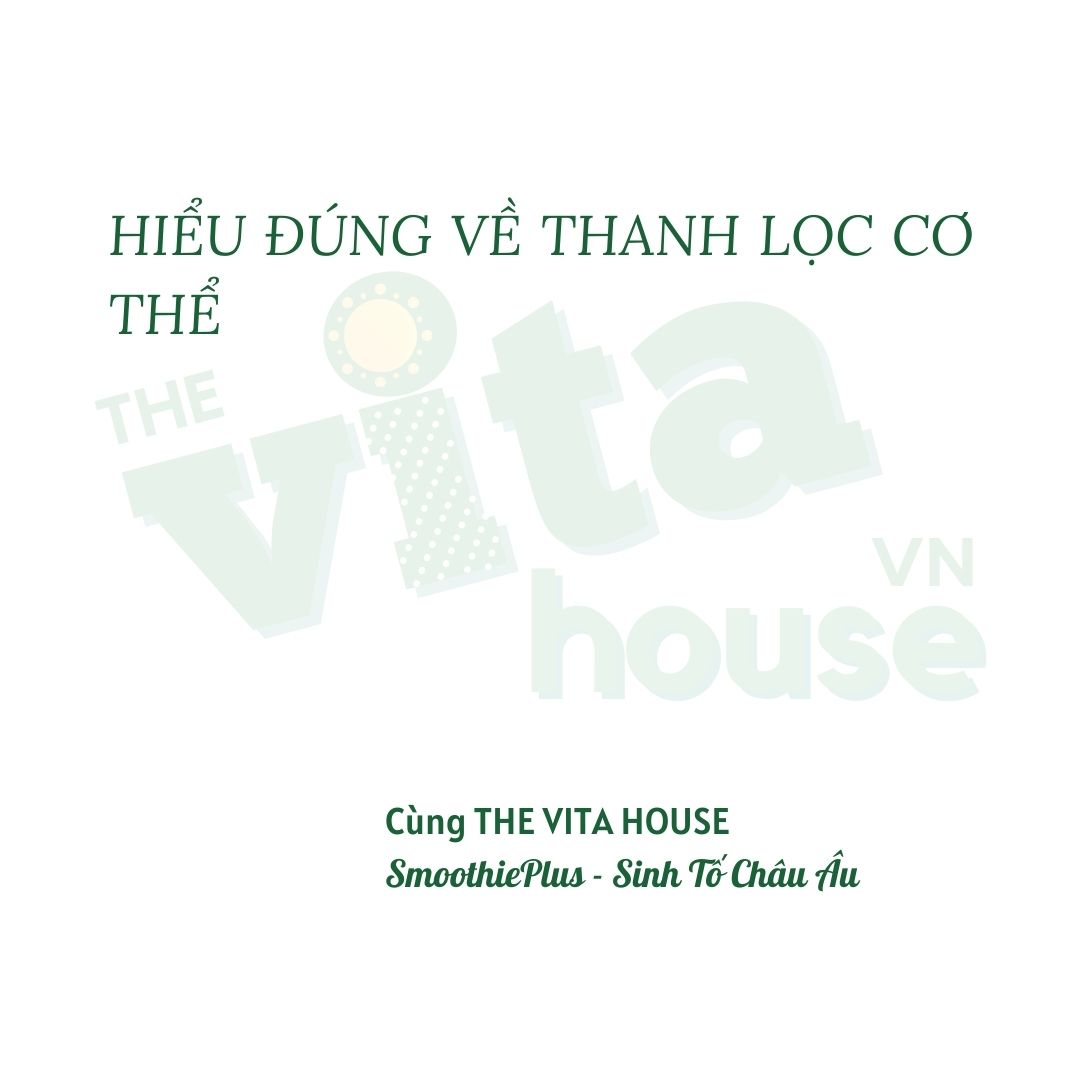 HIỂU ĐÚNG VỀ THANH LỌC CƠ
THỂ
THE
vita
VN
house
Cùng THE VITA HOUSE
SmoothiePlus - Sinh Tố Châu Âu